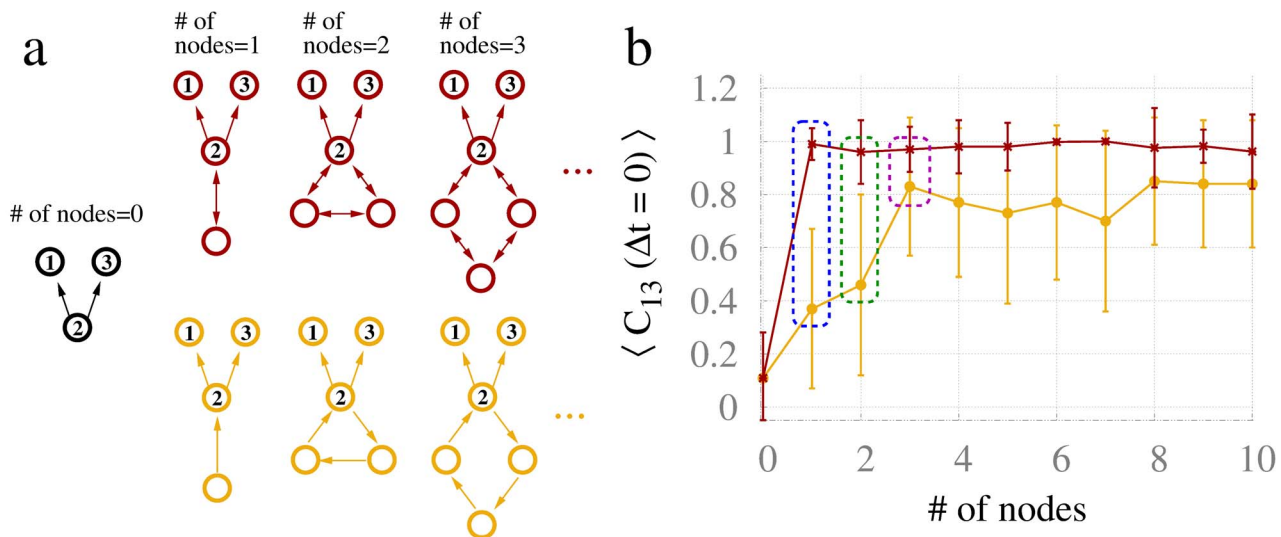 a
# of
nodes=1
# of
nodes=2
# of
nodes=3
1 3
2
1 3
2
1 3
2
...
# of nodes=0
1 3
2
1 3
2
1 3
2
1 3
2
...
b
⟨ C13 (Δt = 0) ⟩
1.2
1
0.8
0.6
0.4
0.2
0
0 2 4 6 8 10
# of nodes